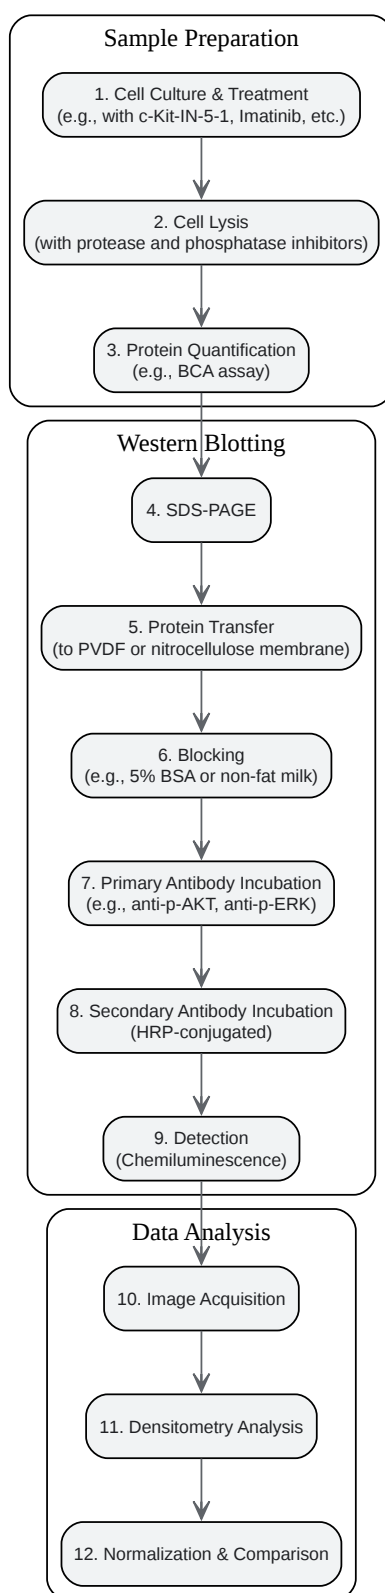 Sample Preparation
1. Cell Culture & Treatment
(e.g., with c-Kit-IN-5-1, Imatinib, etc.)
2. Cell Lysis
(with protease and phosphatase inhibitors)
3. Protein Quantification
(e.g., BCA assay)
Western Blotting
4. SDS-PAGE
5. Protein Transfer
(to PVDF or nitrocellulose membrane)
6. Blocking
(e.g., 5% BSA or non-fat milk)
7. Primary Antibody Incubation
(e.g., anti-p-AKT, anti-p-ERK)
8. Secondary Antibody Incubation
(HRP-conjugated)
9. Detection
(Chemiluminescence)
Data Analysis
10. Image Acquisition
11. Densitometry Analysis
12. Normalization & Comparison